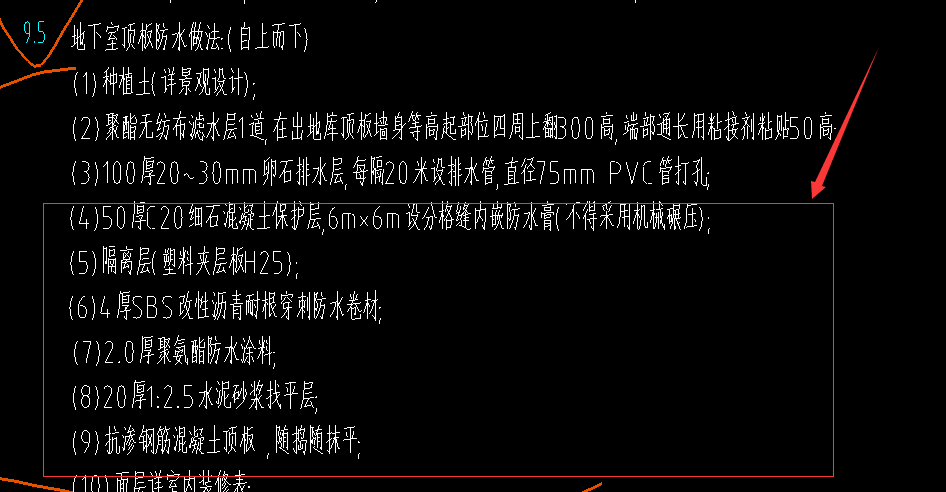 9.5 地下室顶板防水做法:(自上而下)
(1)种植土(详景观设计);
(2)聚酯无纺布滤水层1道,在出地库顶板墙身等高起部位四周上翻300高,端部通长用粘接剂粘贴50高
(3)100厚20~30mm卵石排水层,每隔20米设排水管,直径75mm PVC管打孔;
(4)50厚C20细石混凝土保护层,6m×6m设分格缝内嵌防水膏(不得采用机械碾压);
(5)隔离层(塑料夹层板H25);
(6)4厚SBS改性沥青耐根穿刺防水卷材;
(7)2.0厚聚氨酯防水涂料;
(8)20厚1:2.5水泥砂浆找平层;
(9)抗渗钢筋混凝土顶板,随捣随抹平;
(10)面层详室内装修表;